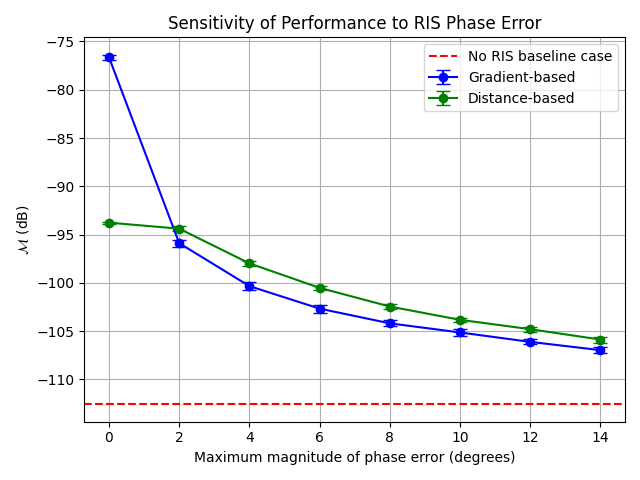 Sensitivity of Performance to RIS Phase Error
No RIS baseline case
Gradient-based
Distance-based
−75
−80
−85
−90
−95
−100
−105
−110
ℳ (dB)
0 2 4 6 8 10 12 14
Maximum magnitude of phase error (degrees)